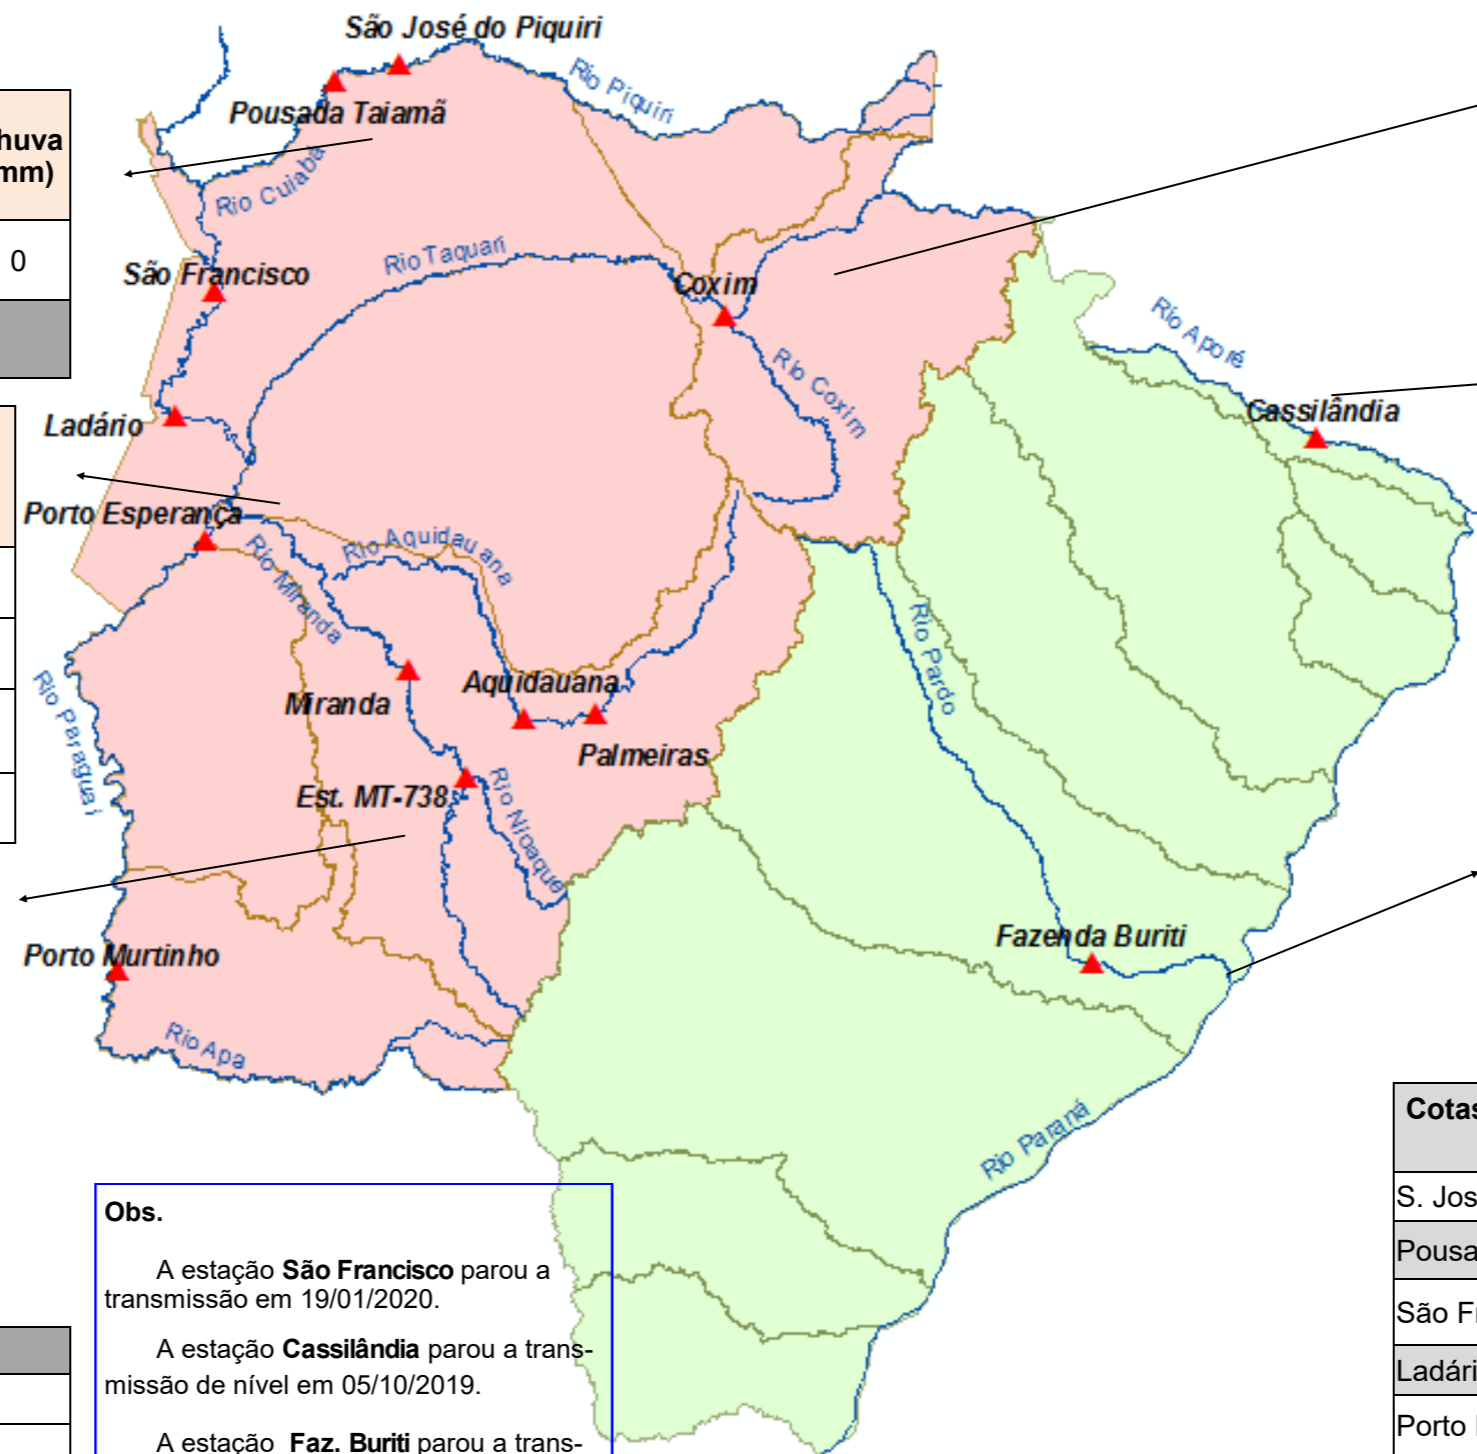 São José do Piquiri
Rio Piquiri
Pousada Taiamã
huva
mm)
0
Rio Cuiabá
Rio Taquari
São Francisco
Coxim
Rio Coxim
Rio Aporé
Cassilândia
Ladário
Porto Esperança
Rio Aquidauana
Rio Miranda
Rio Pardo
Rio Paraguai
Miranda
Aquidauana
Palmeiras
Est. MT-738
Rio Nioaque
Porto Murtinho
Fazenda Buriti
Rio Apa
Rio Paraná
Cotas
S. Jos
Pousa
São Fr
Ladári
Porto
Obs.
A estação São Francisco parou a
transmissão em 19/01/2020.
A estação Cassilândia parou a trans-
missão de nível em 05/10/2019.
A estação Faz. Buriti parou a trans-